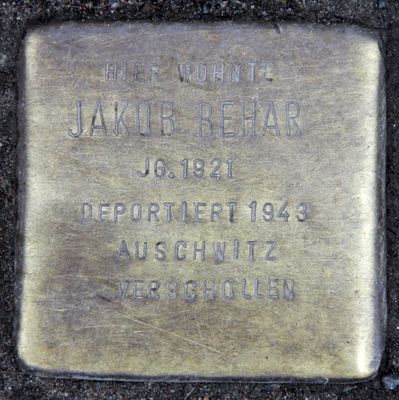 HIER WOHNTE
JAKOB BEHAR
JG. 1921
DEPORTIERT 1943
AUSCHWITZ
VERSCHOLLEN